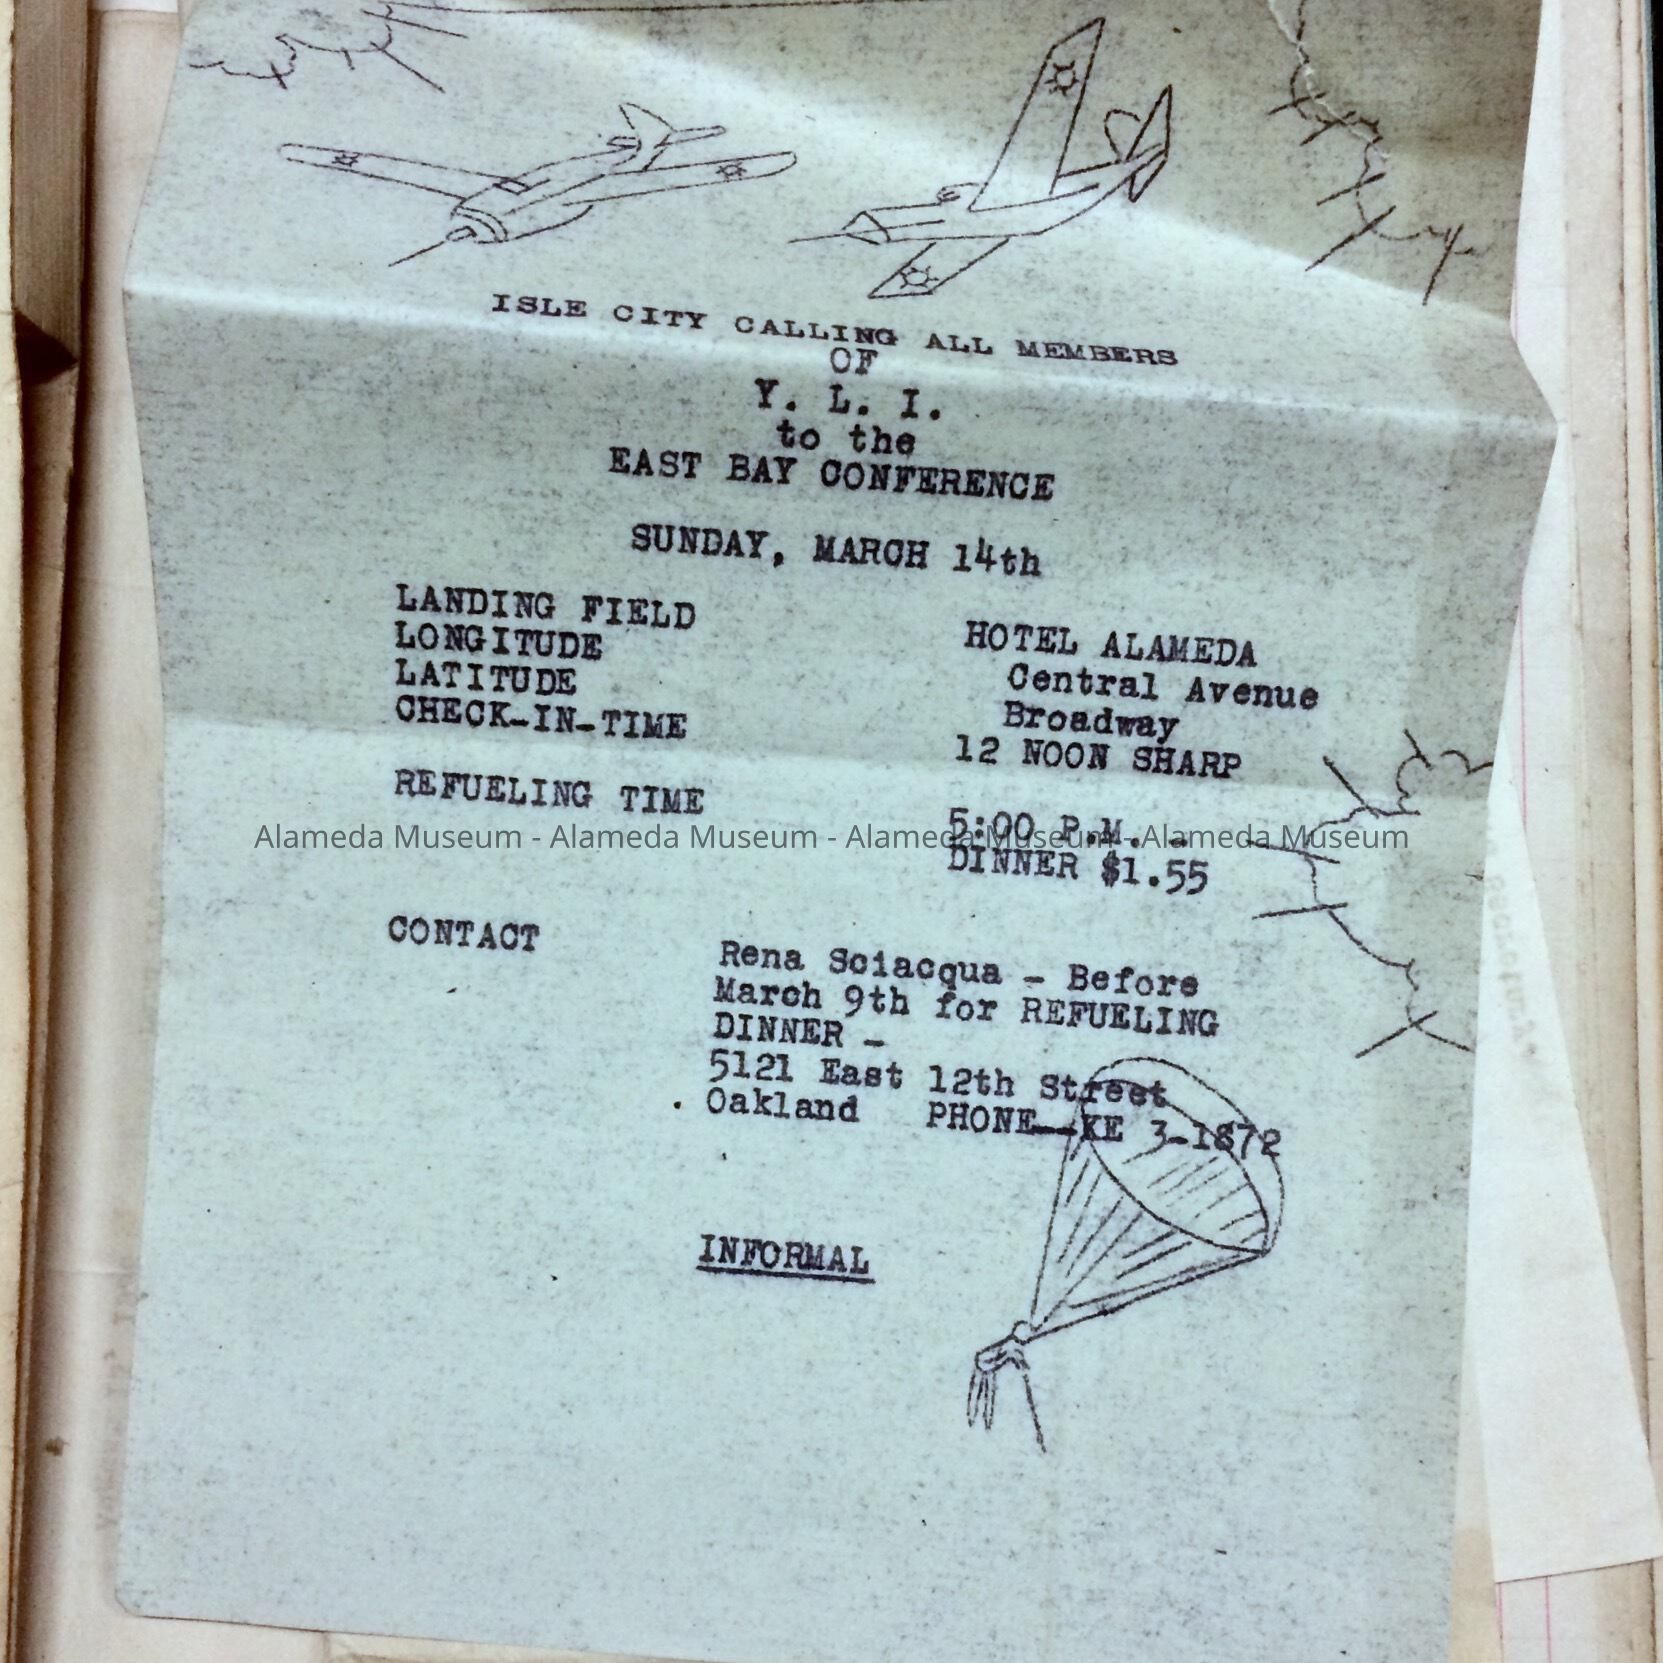 ISLE CITY CALLING ALL MEMBERS
OF
Y. L. I.
to the
EAST BAY CONFERENCE
SUNDAY, MARCH 14th
LANDING FIELD HOTEL ALAMEDA
LONGITUDE Central Avenue
LATITUDE Broadway
CHECK-IN-TIME 12 NOON SHARP
REFUELING TIME 5:00 P.M.
Alameda Museum - Alameda Museum - Alameda Museum - Alameda Museum
DINNER $1.55
CONTACT Rena Sciacqua - Before
March 9th for REFUELING
DINNER -
5121 East 12th Street
Oakland PHONE--KE 3-1872
INFORMAL